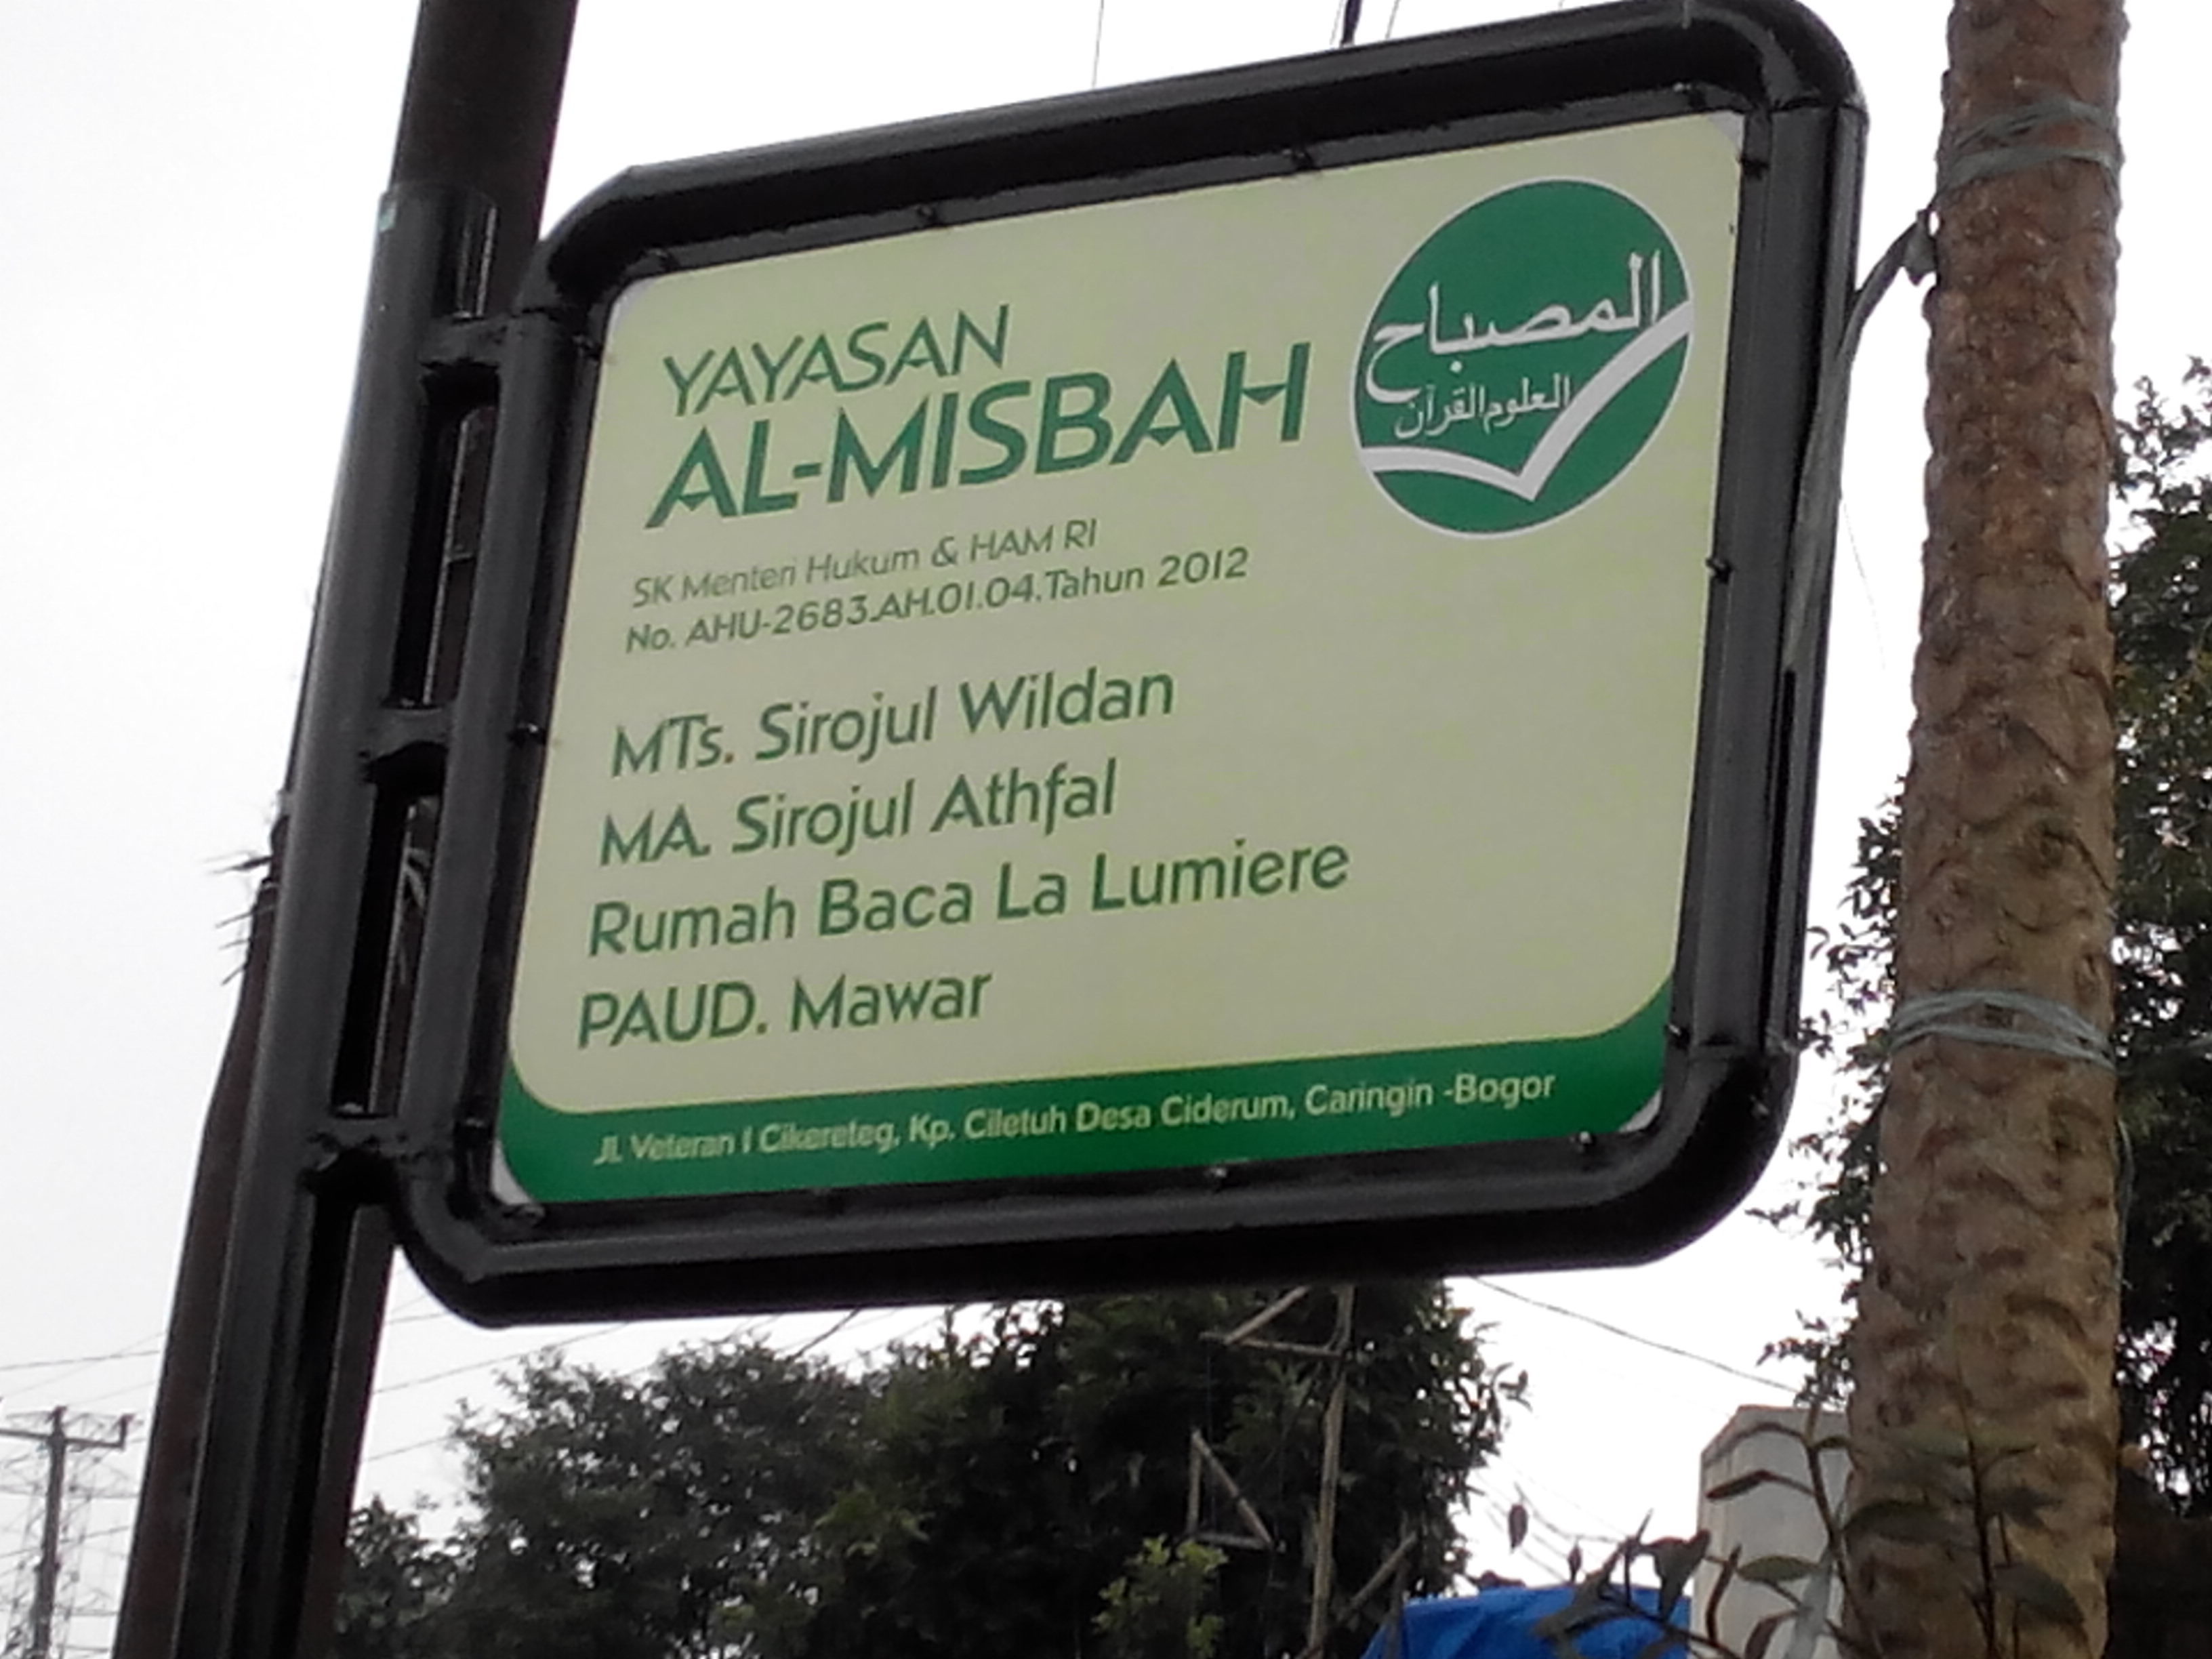 YAYASAN
AL-MISBAH
المصباح
العلوم القرآن
SK Menteri Hukum & HAM RI
No. AHU-2683.AH.01.04.Tahun 2012
MTs. Sirojul Wildan
MA. Sirojul Athfal
Rumah Baca La Lumiere
PAUD. Mawar
Jl. Veteran I Cikereteg, Kp. Ciletuh Desa Ciderum, Caringin -Bogor